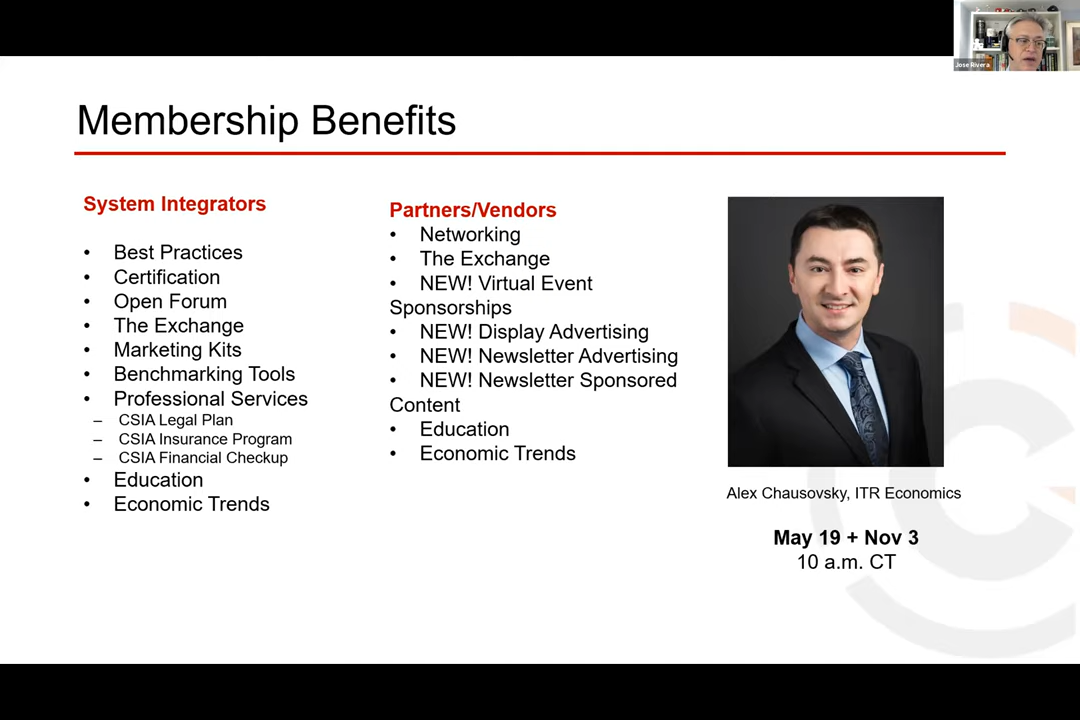 Jose Rivera
Membership Benefits
System Integrators
• Best Practices
• Certification
• Open Forum
• The Exchange
• Marketing Kits
• Benchmarking Tools
• Professional Services
– CSIA Legal Plan
– CSIA Insurance Program
– CSIA Financial Checkup
• Education
• Economic Trends
Partners/Vendors
• Networking
• The Exchange
• NEW! Virtual Event
Sponsorships
• NEW! Display Advertising
• NEW! Newsletter Advertising
• NEW! Newsletter Sponsored
Content
• Education
• Economic Trends
Alex Chausovsky, ITR Economics
May 19 + Nov 3
10 a.m. CT